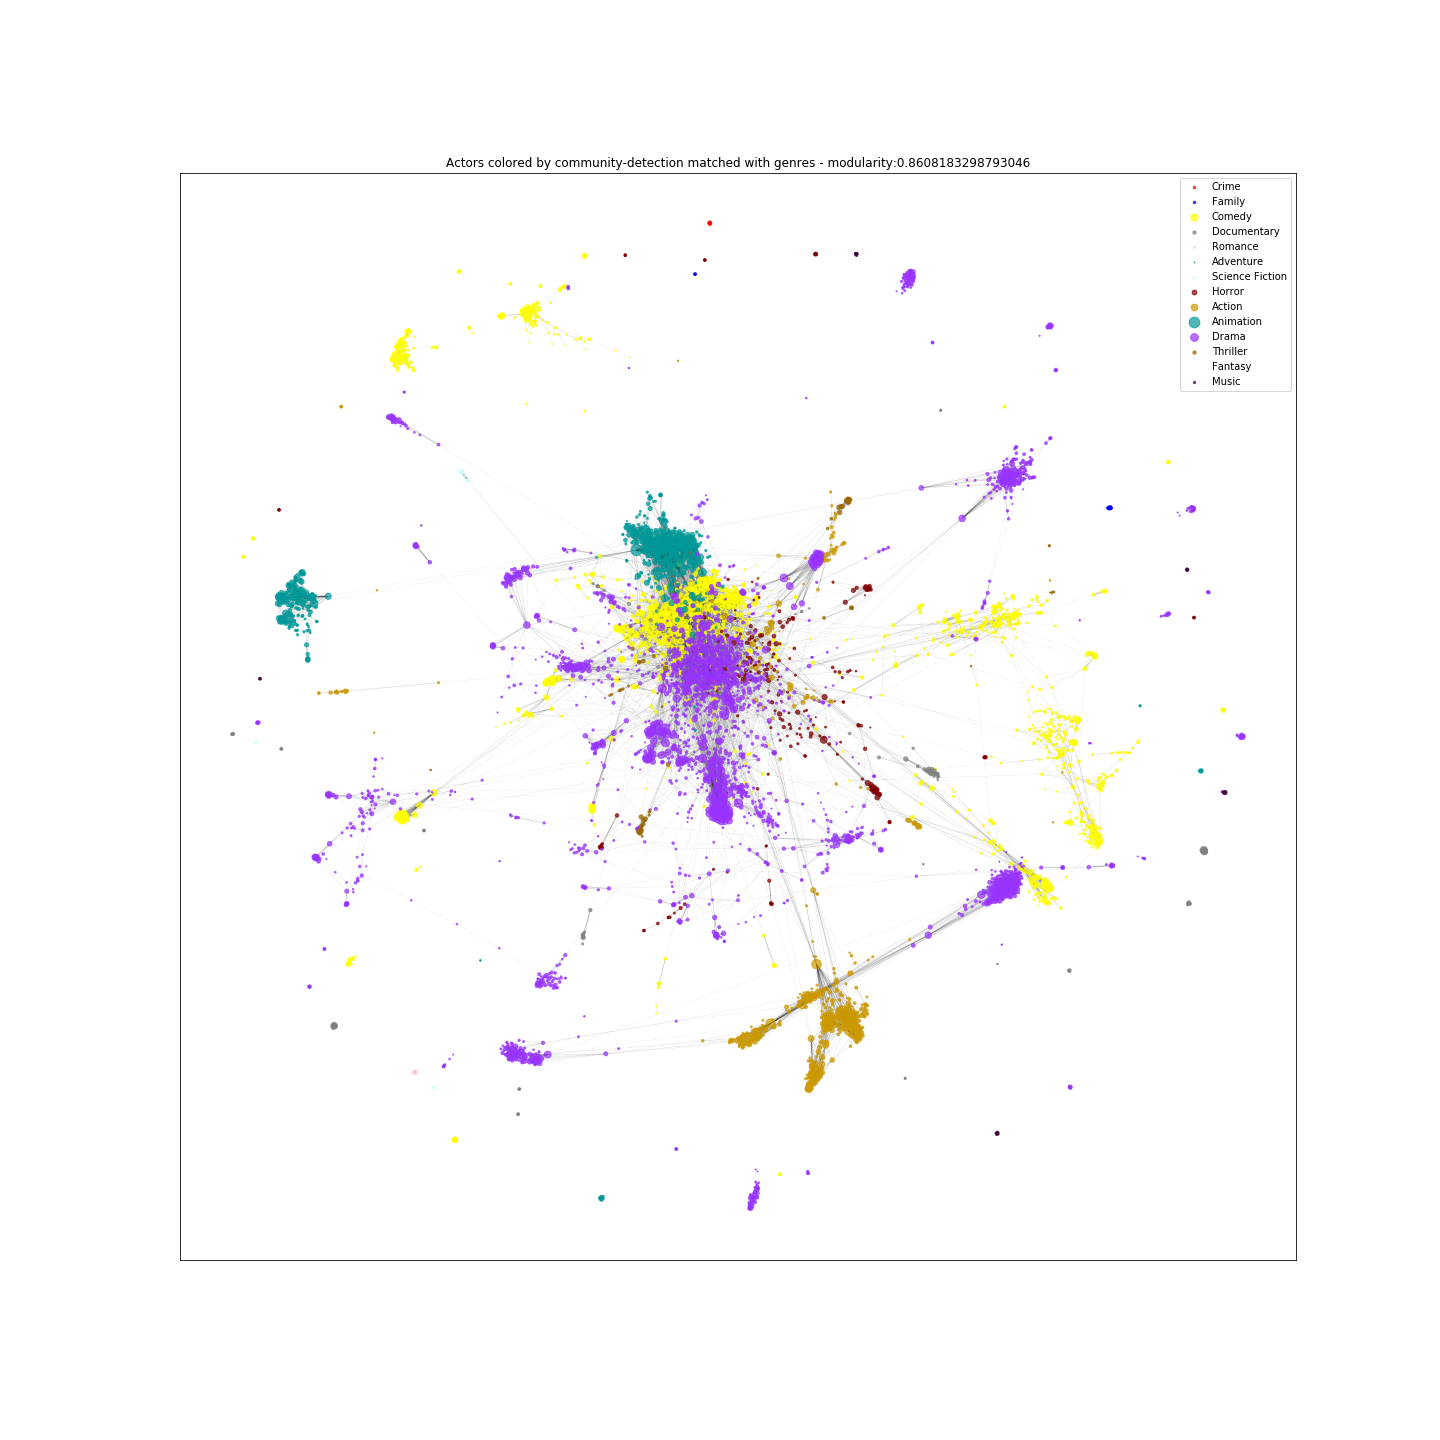 Actors colored by community-detection matched with genres - modularity:0.8608183298793046
Crime
Family
Comedy
Documentary
Romance
Adventure
Science Fiction
Horror
Action
Animation
Drama
Thriller
Fantasy
Music